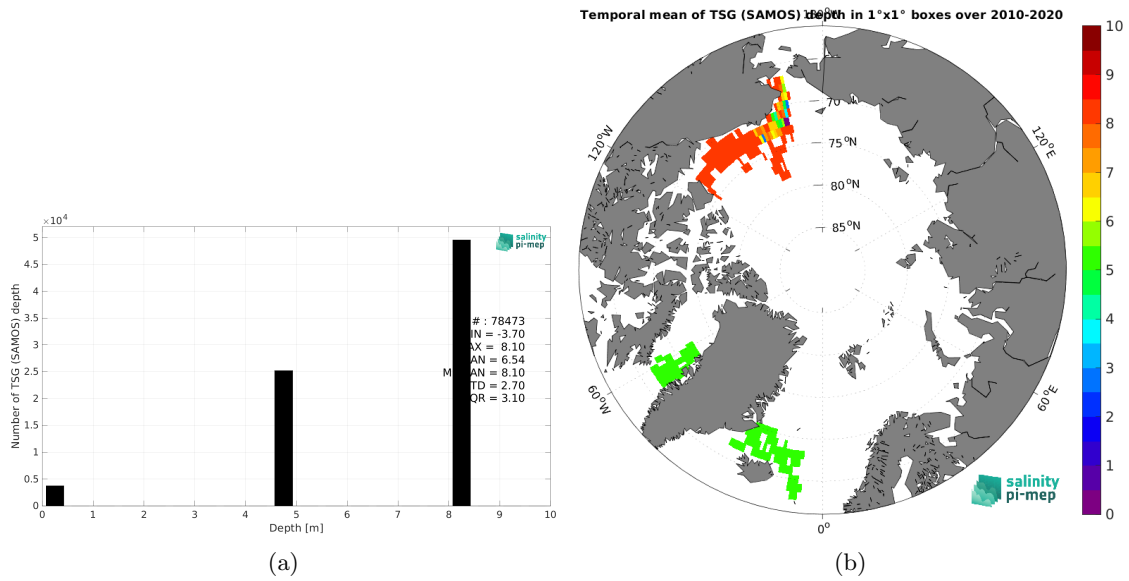 Temporal mean of TSG (SAMOS) depth in 1°x1° boxes over 2010-2020
×10⁴
5
4.5
4
3.5
3
2.5
2
1.5
1
0.5
0
Number of TSG (SAMOS) depth
0 1 2 3 4 5 6 7 8 9 10
Depth [m]
salinity
pi-mep
# : 78473
IN = -3.70
AX = 8.10
AN = 6.54
M AN = 8.10
TD = 2.70
QR = 3.10
(a)
180°W
120°W
120°E
60°W
60°E
0°
70°N
75°N
80°N
85°N
salinity
pi-mep
10
9
8
7
6
5
4
3
2
1
0
(b)